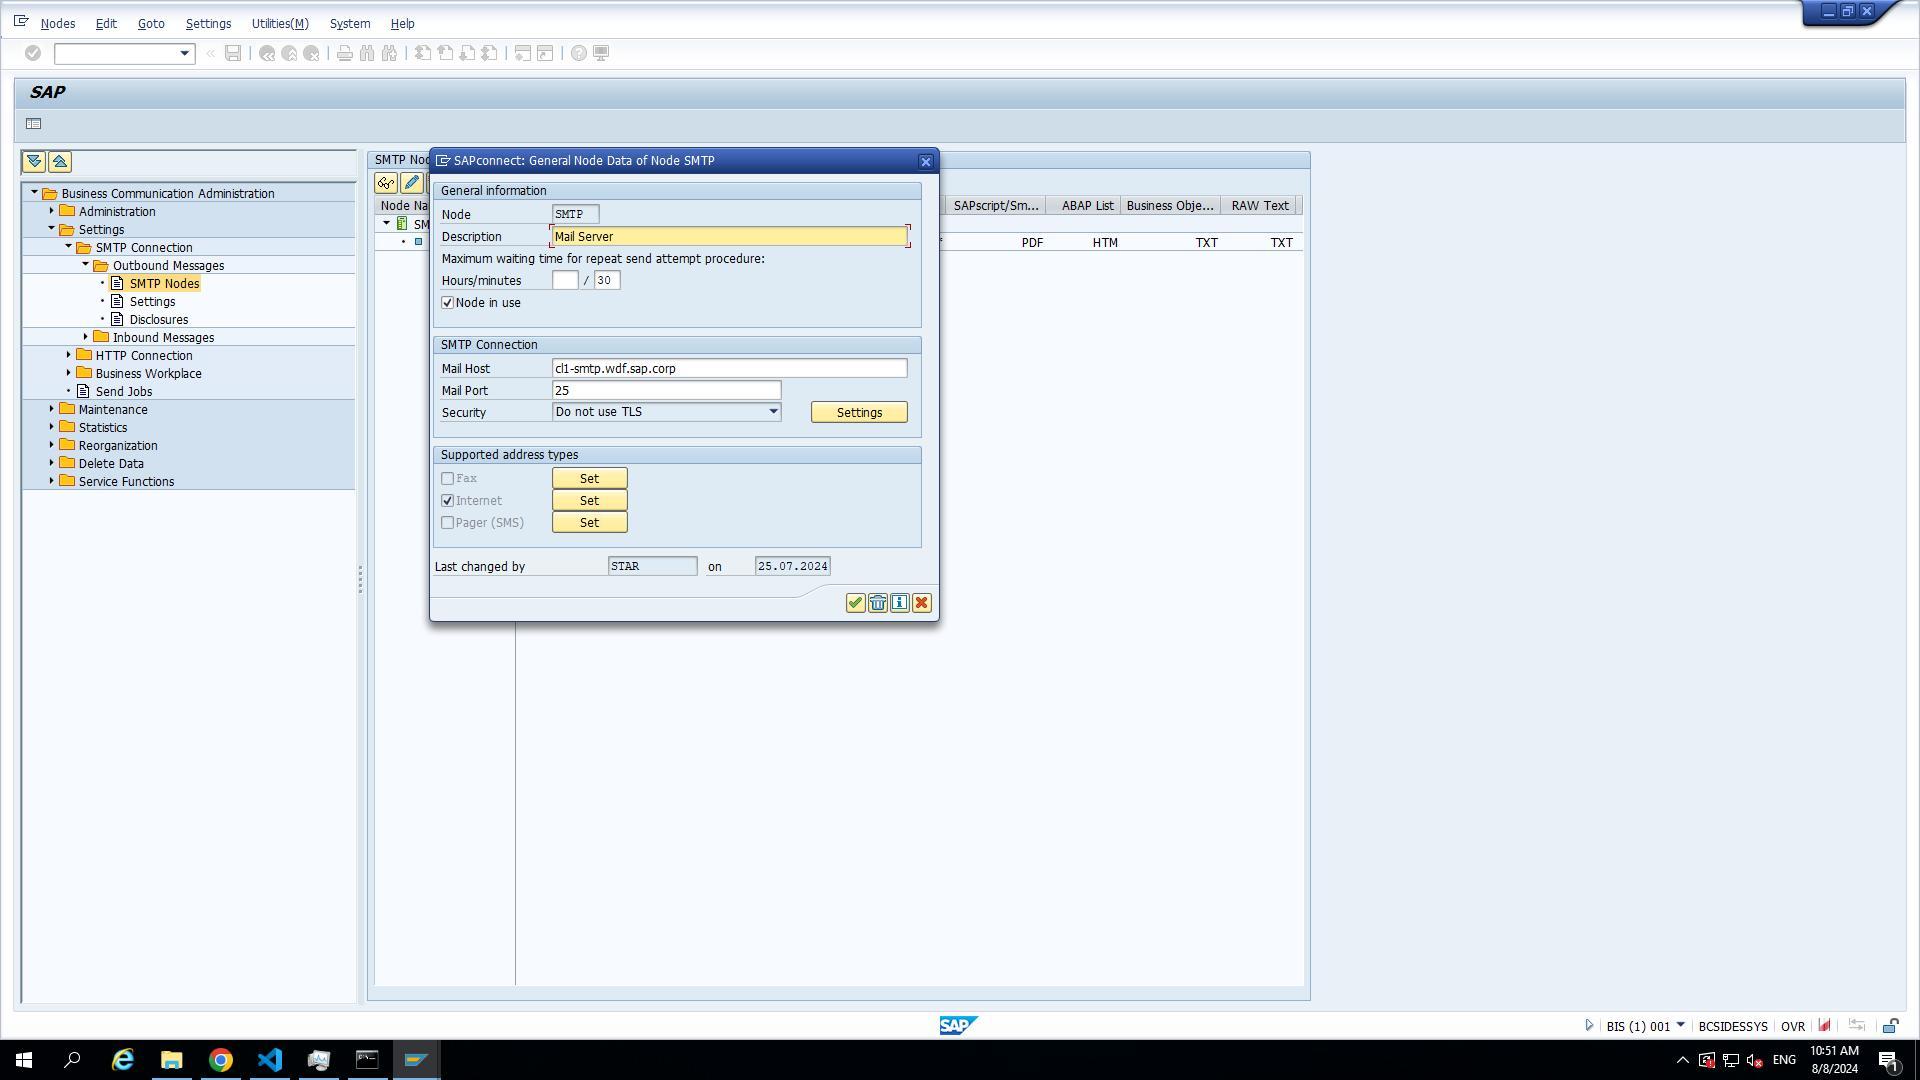 Nodes Edit Goto Settings Utilities(M) System Help
SAP
Business Communication Administration
Administration
Settings
SMTP Connection
Outbound Messages
SMTP Nodes
Settings
Disclosures
Inbound Messages
HTTP Connection
Business Workplace
Send Jobs
Maintenance
Statistics
Reorganization
Delete Data
Service Functions
SMTP Nod
Node Na SAPscript/Sm... ABAP List Business Obje... RAW Text
SM
PDF HTM TXT TXT
SAPconnect: General Node Data of Node SMTP
General information
Node SMTP
Description Mail Server
Maximum waiting time for repeat send attempt procedure:
Hours/minutes / 30
Node in use
SMTP Connection
Mail Host cl1-smtp.wdf.sap.corp
Mail Port 25
Security Do not use TLS Settings
Supported address types
Fax Set
Internet Set
Pager (SMS) Set
Last changed by STAR on 25.07.2024
SAP BIS (1) 001 BCSIDESSYS OVR
ENG 10:51 AM
8/8/2024 1